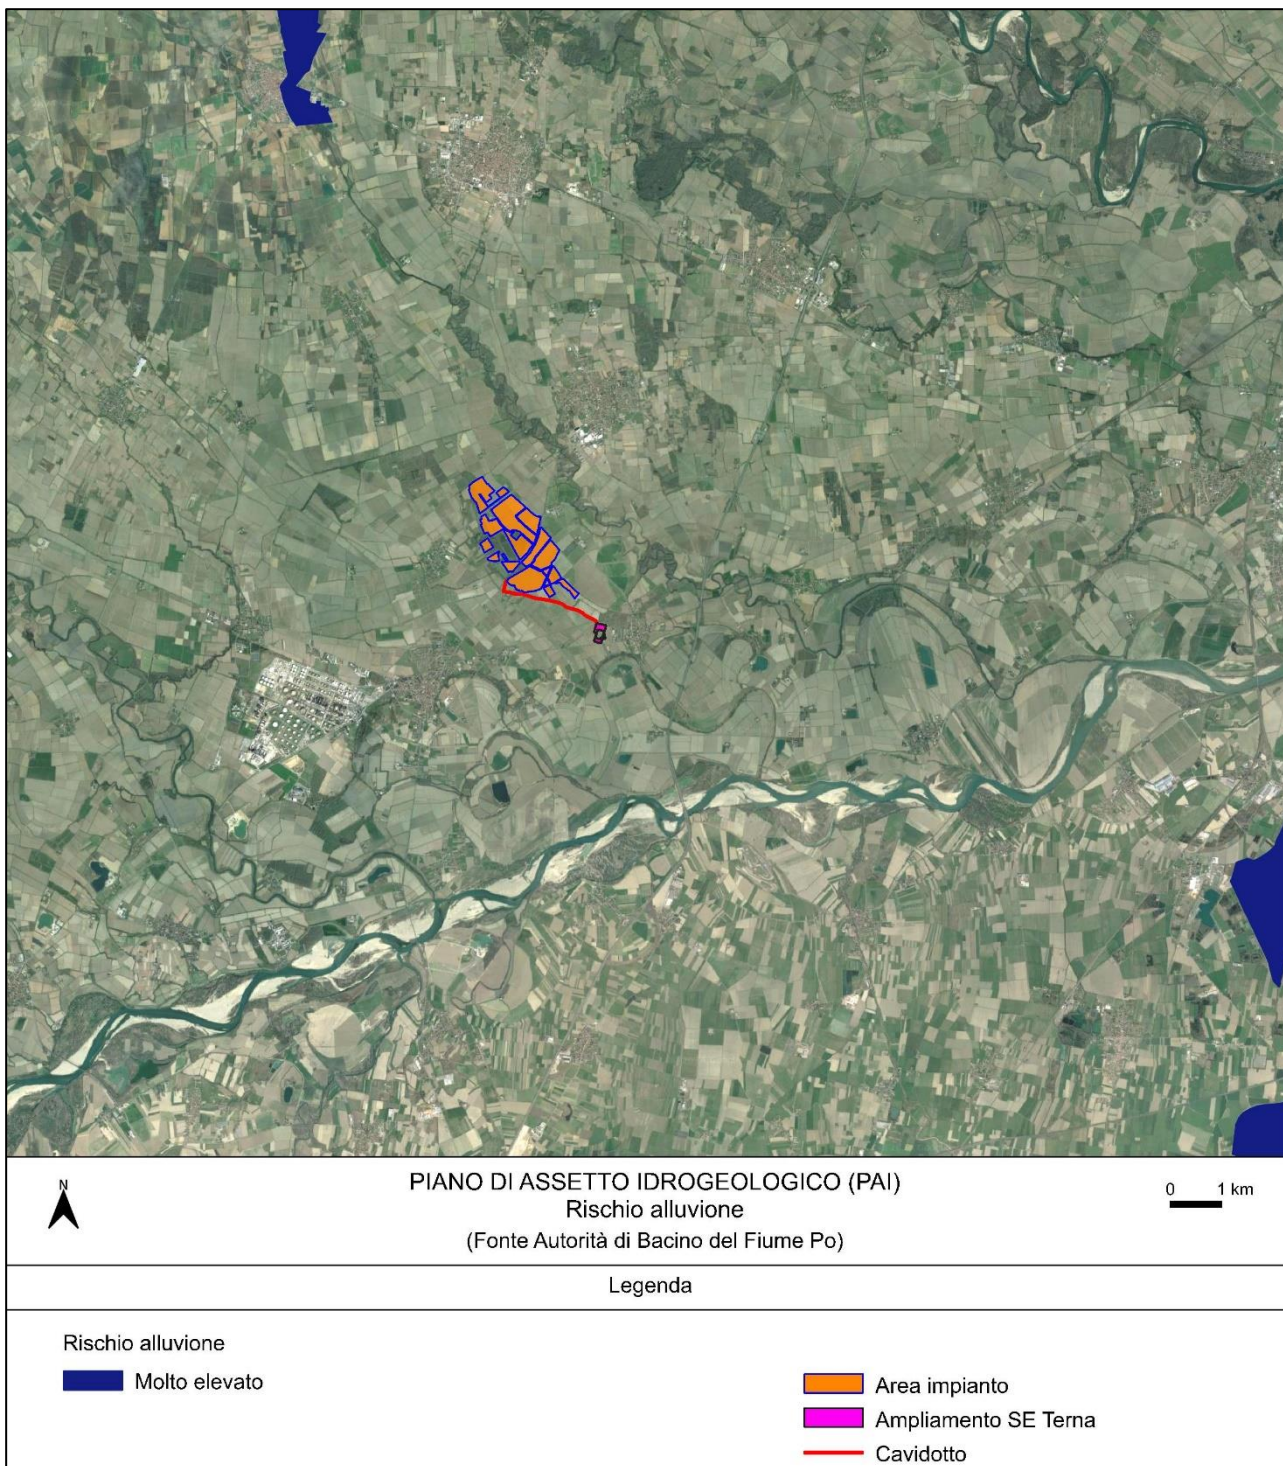 N
PIANO DI ASSETTO IDROGEOLOGICO (PAI)
Rischio alluvione
(Fonte Autorità di Bacino del Fiume Po)
0 1 km
Legenda
Rischio alluvione
Molto elevato
Area impianto
Ampliamento SE Terna
Cavidotto